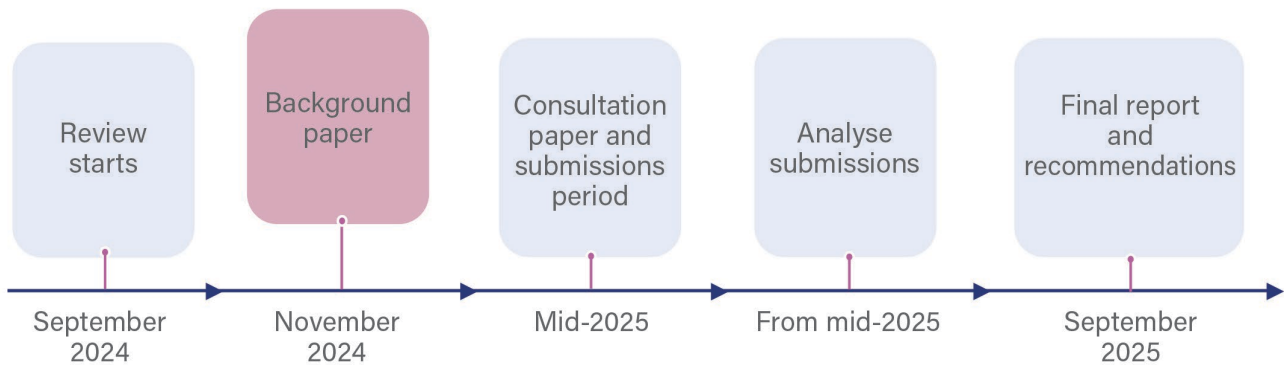 Review
starts
Background
paper
Consultation
paper and
submissions
period
Analyse
submissions
Final report
and
recommendations
September
2024
November
2024
Mid-2025
From mid-2025
September
2025